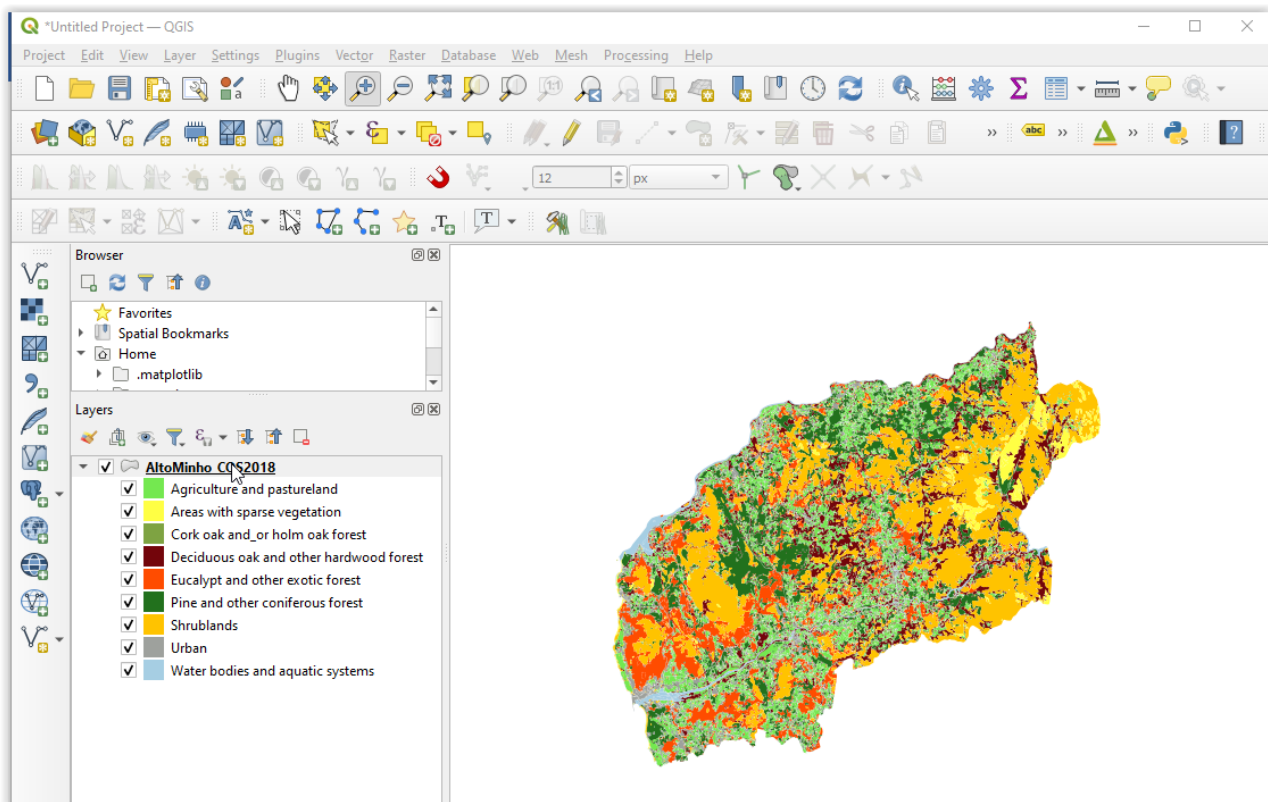 *Untitled Project — QGIS
Project Edit View Layer Settings Plugins Vector Raster Database Web Mesh Processing Help
abc
12 px
Browser
Favorites
Spatial Bookmarks
Home
.matplotlib
Layers
AltoMinho_COS2018
Agriculture and pastureland
Areas with sparse vegetation
Cork oak and_or holm oak forest
Deciduous oak and other hardwood forest
Eucalypt and other exotic forest
Pine and other coniferous forest
Shrublands
Urban
Water bodies and aquatic systems